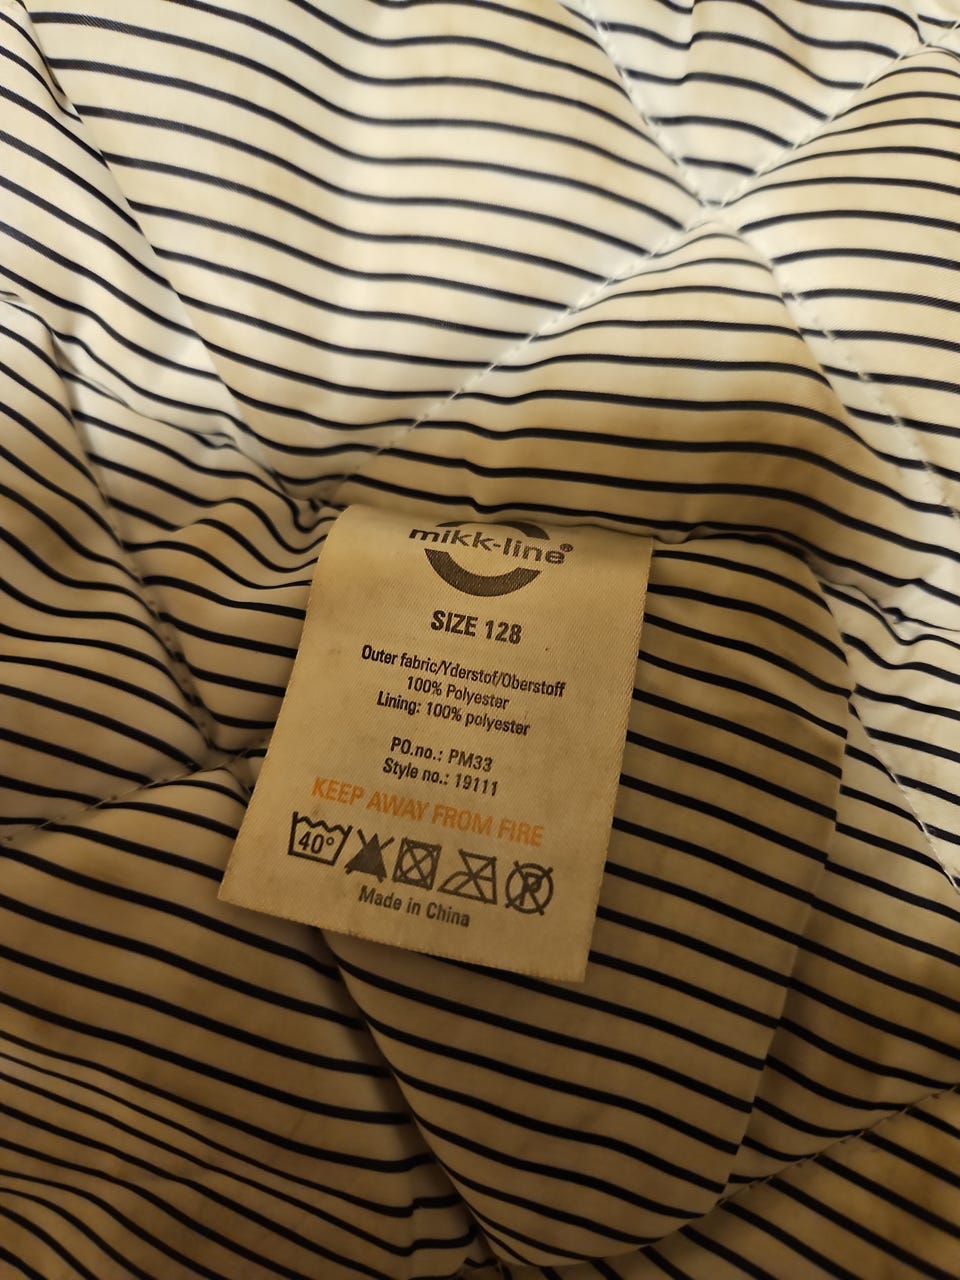 mikk-line®
SIZE 128
Outer fabric/Yderstof/Oberstoff
100% Polyester
Lining: 100% polyester
PO.no.: PM33
Style no.: 19111
KEEP AWAY FROM FIRE
40°
P
Made in China